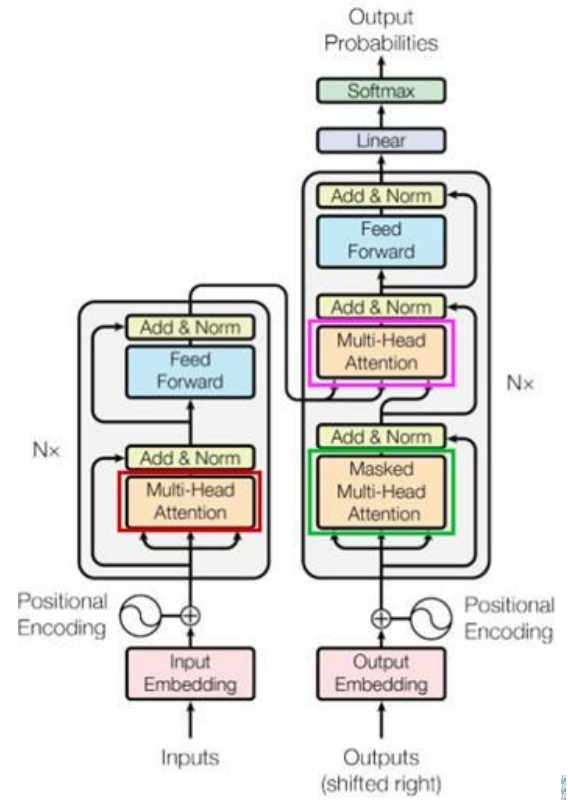 Output
Probabilities
Softmax
Linear
Add & Norm
Feed
Forward
Add & Norm
Multi-Head
Attention
Nx
Add & Norm
Masked
Multi-Head
Attention
Positional
Encoding
Output
Embedding
Outputs
(shifted right)
Add & Norm
Feed
Forward
Nx
Add & Norm
Multi-Head
Attention
Positional
Encoding
Input
Embedding
Inputs